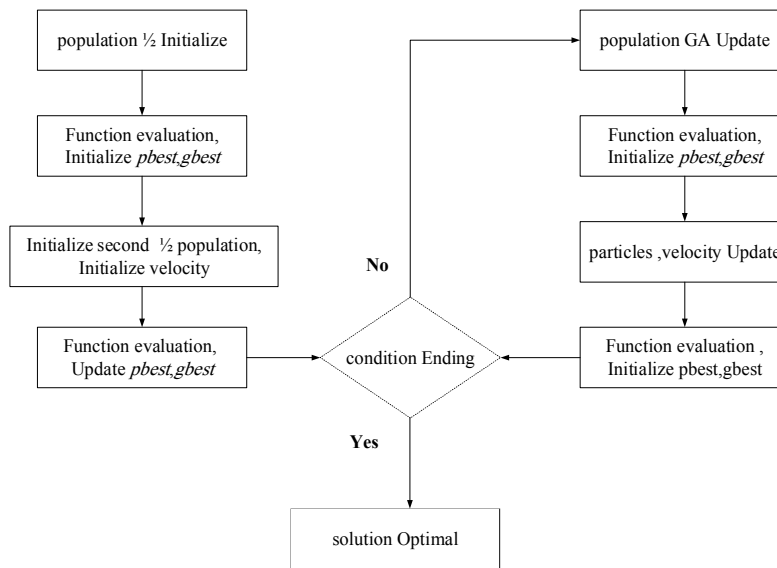 population ½ Initialize
Function evaluation,
Initialize pbest,gbest
Initialize second ½ population,
Initialize velocity
Function evaluation,
Update pbest,gbest
No
condition Ending
Yes
solution Optimal
population GA Update
Function evaluation,
Initialize pbest,gbest
particles ,velocity Update
Function evaluation ,
Initialize pbest,gbest